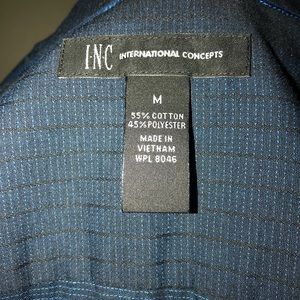 INC INTERNATIONAL CONCEPTS
M
55% COTTON
45% POLYESTER
MADE IN
VIETNAM
WPL 8046